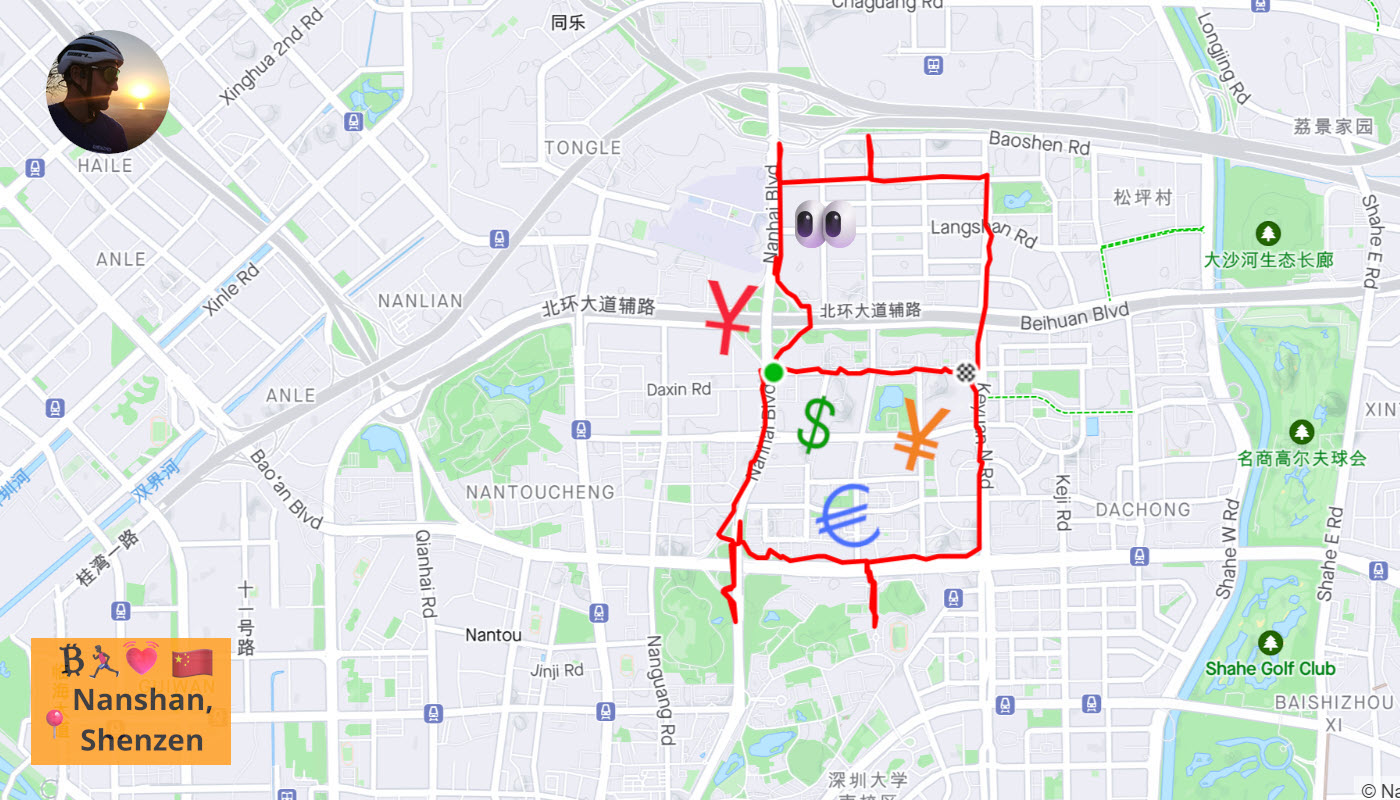 Chaguang Rd
同乐
Xinghua 2nd Rd
Longjing Rd
荔景家园
Baoshen Rd
TONGLE
HAILE
Nanhai Blvd
松坪村
Shahe E Rd
Langshan Rd
ANLE
大沙河生态长廊
Xinle Rd
NANLIAN
北环大道辅路
北环大道辅路
Beihuan Blvd
¥
Daxin Rd
ANLE
Nanhai Blvd
Keyuan N Rd
$
¥
名商高尔夫球会
Bao'an Blvd
双界河
NANTOUCHENG
Keji Rd
DACHONG
€
Shahe W Rd
Shahe E Rd
桂湾一路
Qianhai Rd
十一号路
Nantou
Nanguang Rd
Jinji Rd
Shahe Golf Club
₿
Nanshan,
Shenzen
BAISHIZHOU
XI
深圳大学